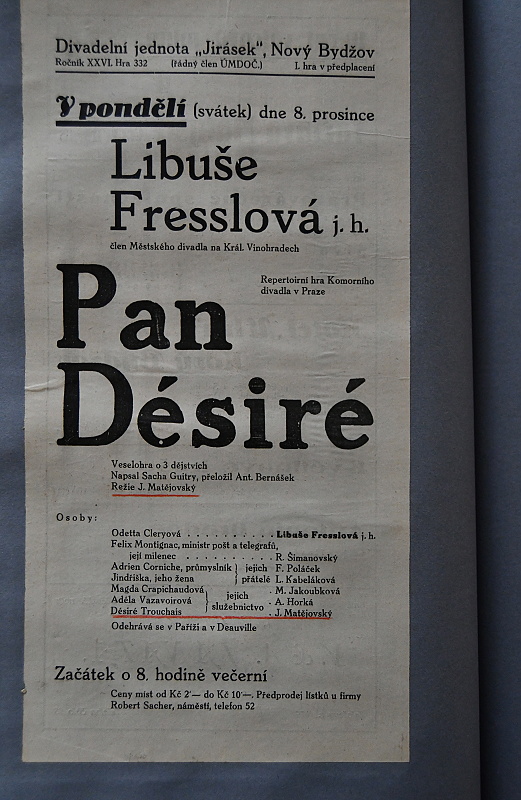 Divadelní jednota „Jirásek“, Nový Bydžov
Ročník XXVI. Hra 332 (řádný člen ÚMDOČ.) I. hra v předplacení
V pondělí (svátek) dne 8. prosince
Libuše
Fresslová j. h.
člen Městského divadla na Král. Vinohradech
Repertoirní hra Komorního
divadla v Praze
Pan
Désiré
Veselohra o 3 dějstvích
Napsal Sacha Guitry, přeložil Ant. Bernášek
Režie J. Matějovský
Osoby:
Odetta Cleryová . . . . . . . . . . Libuše Fresslová j. h.
Felix Montignac, ministr pošt a telegrafů,
její milenec . . . . . . . . . . R. Šimanovský
Adrien Corniche, průmyslník } jejich F. Poláček
Jindřiška, jeho žena } přátelé L. Kabeláková
Magda Crapichaudová } jejich - M. Jakoubková
Adéla Vazavoirová } služebnictvo - A. Horká
Désiré Trouchais - J. Matějovský
Odehrává se v Paříži a v Deauville
Začátek o 8. hodině večerní
Ceny míst od Kč 2·— do Kč 10·—. Předprodej lístků u firmy
Robert Sacher, náměstí, telefon 52